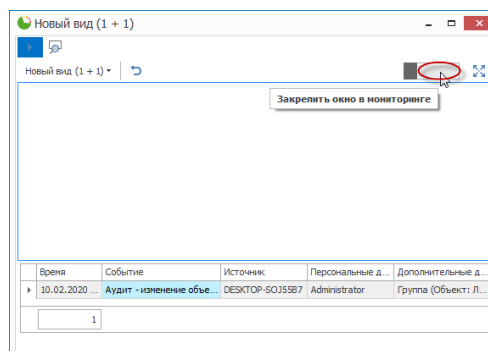 Новый вид (1 + 1)
Новый вид (1 + 1)
Закрепить окно в мониторинге
Время Событие Источник Персональные д... Дополнительные д...
10.02.2020 ... Аудит - изменение объе... DESKTOP-SOJ55B7 Administrator Группа (Объект: Л...
1